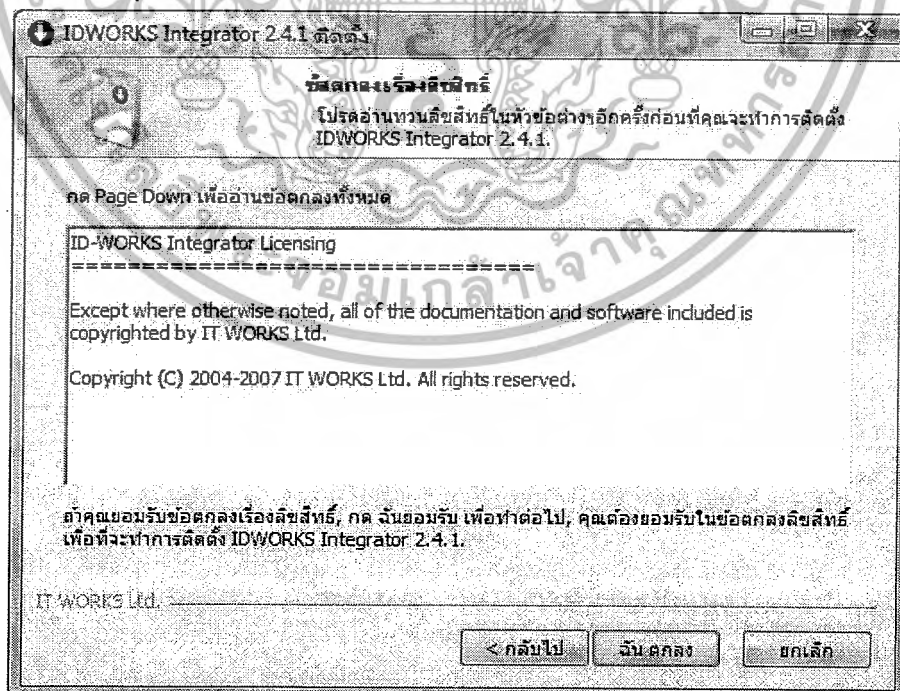 IDWORKS Integrator 2.4.1 ติดตั้ง
ข้อตกลงเรื่องลิขสิทธิ์
โปรดอ่านทวนลิขสิทธิ์ในหัวข้อต่างๆอีกครั้งก่อนที่คุณจะทำการติดตั้ง
IDWORKS Integrator 2.4.1.
กด Page Down เพื่ออ่านข้อตกลงทั้งหมด
ID-WORKS Integrator Licensing
=================================
Except where otherwise noted, all of the documentation and software included is
copyrighted by IT WORKS Ltd.
Copyright (C) 2004-2007 IT WORKS Ltd. All rights reserved.
ถ้าคุณยอมรับข้อตกลงเรื่องลิขสิทธิ์, กด ฉันยอมรับ เพื่อทำต่อไป, คุณต้องยอมรับในข้อตกลงลิขสิทธิ์
เพื่อที่จะทำการติดตั้ง IDWORKS Integrator 2.4.1.
IT WORKS Ltd.
< กลับไป
ฉัน ตกลง
ยกเลิก